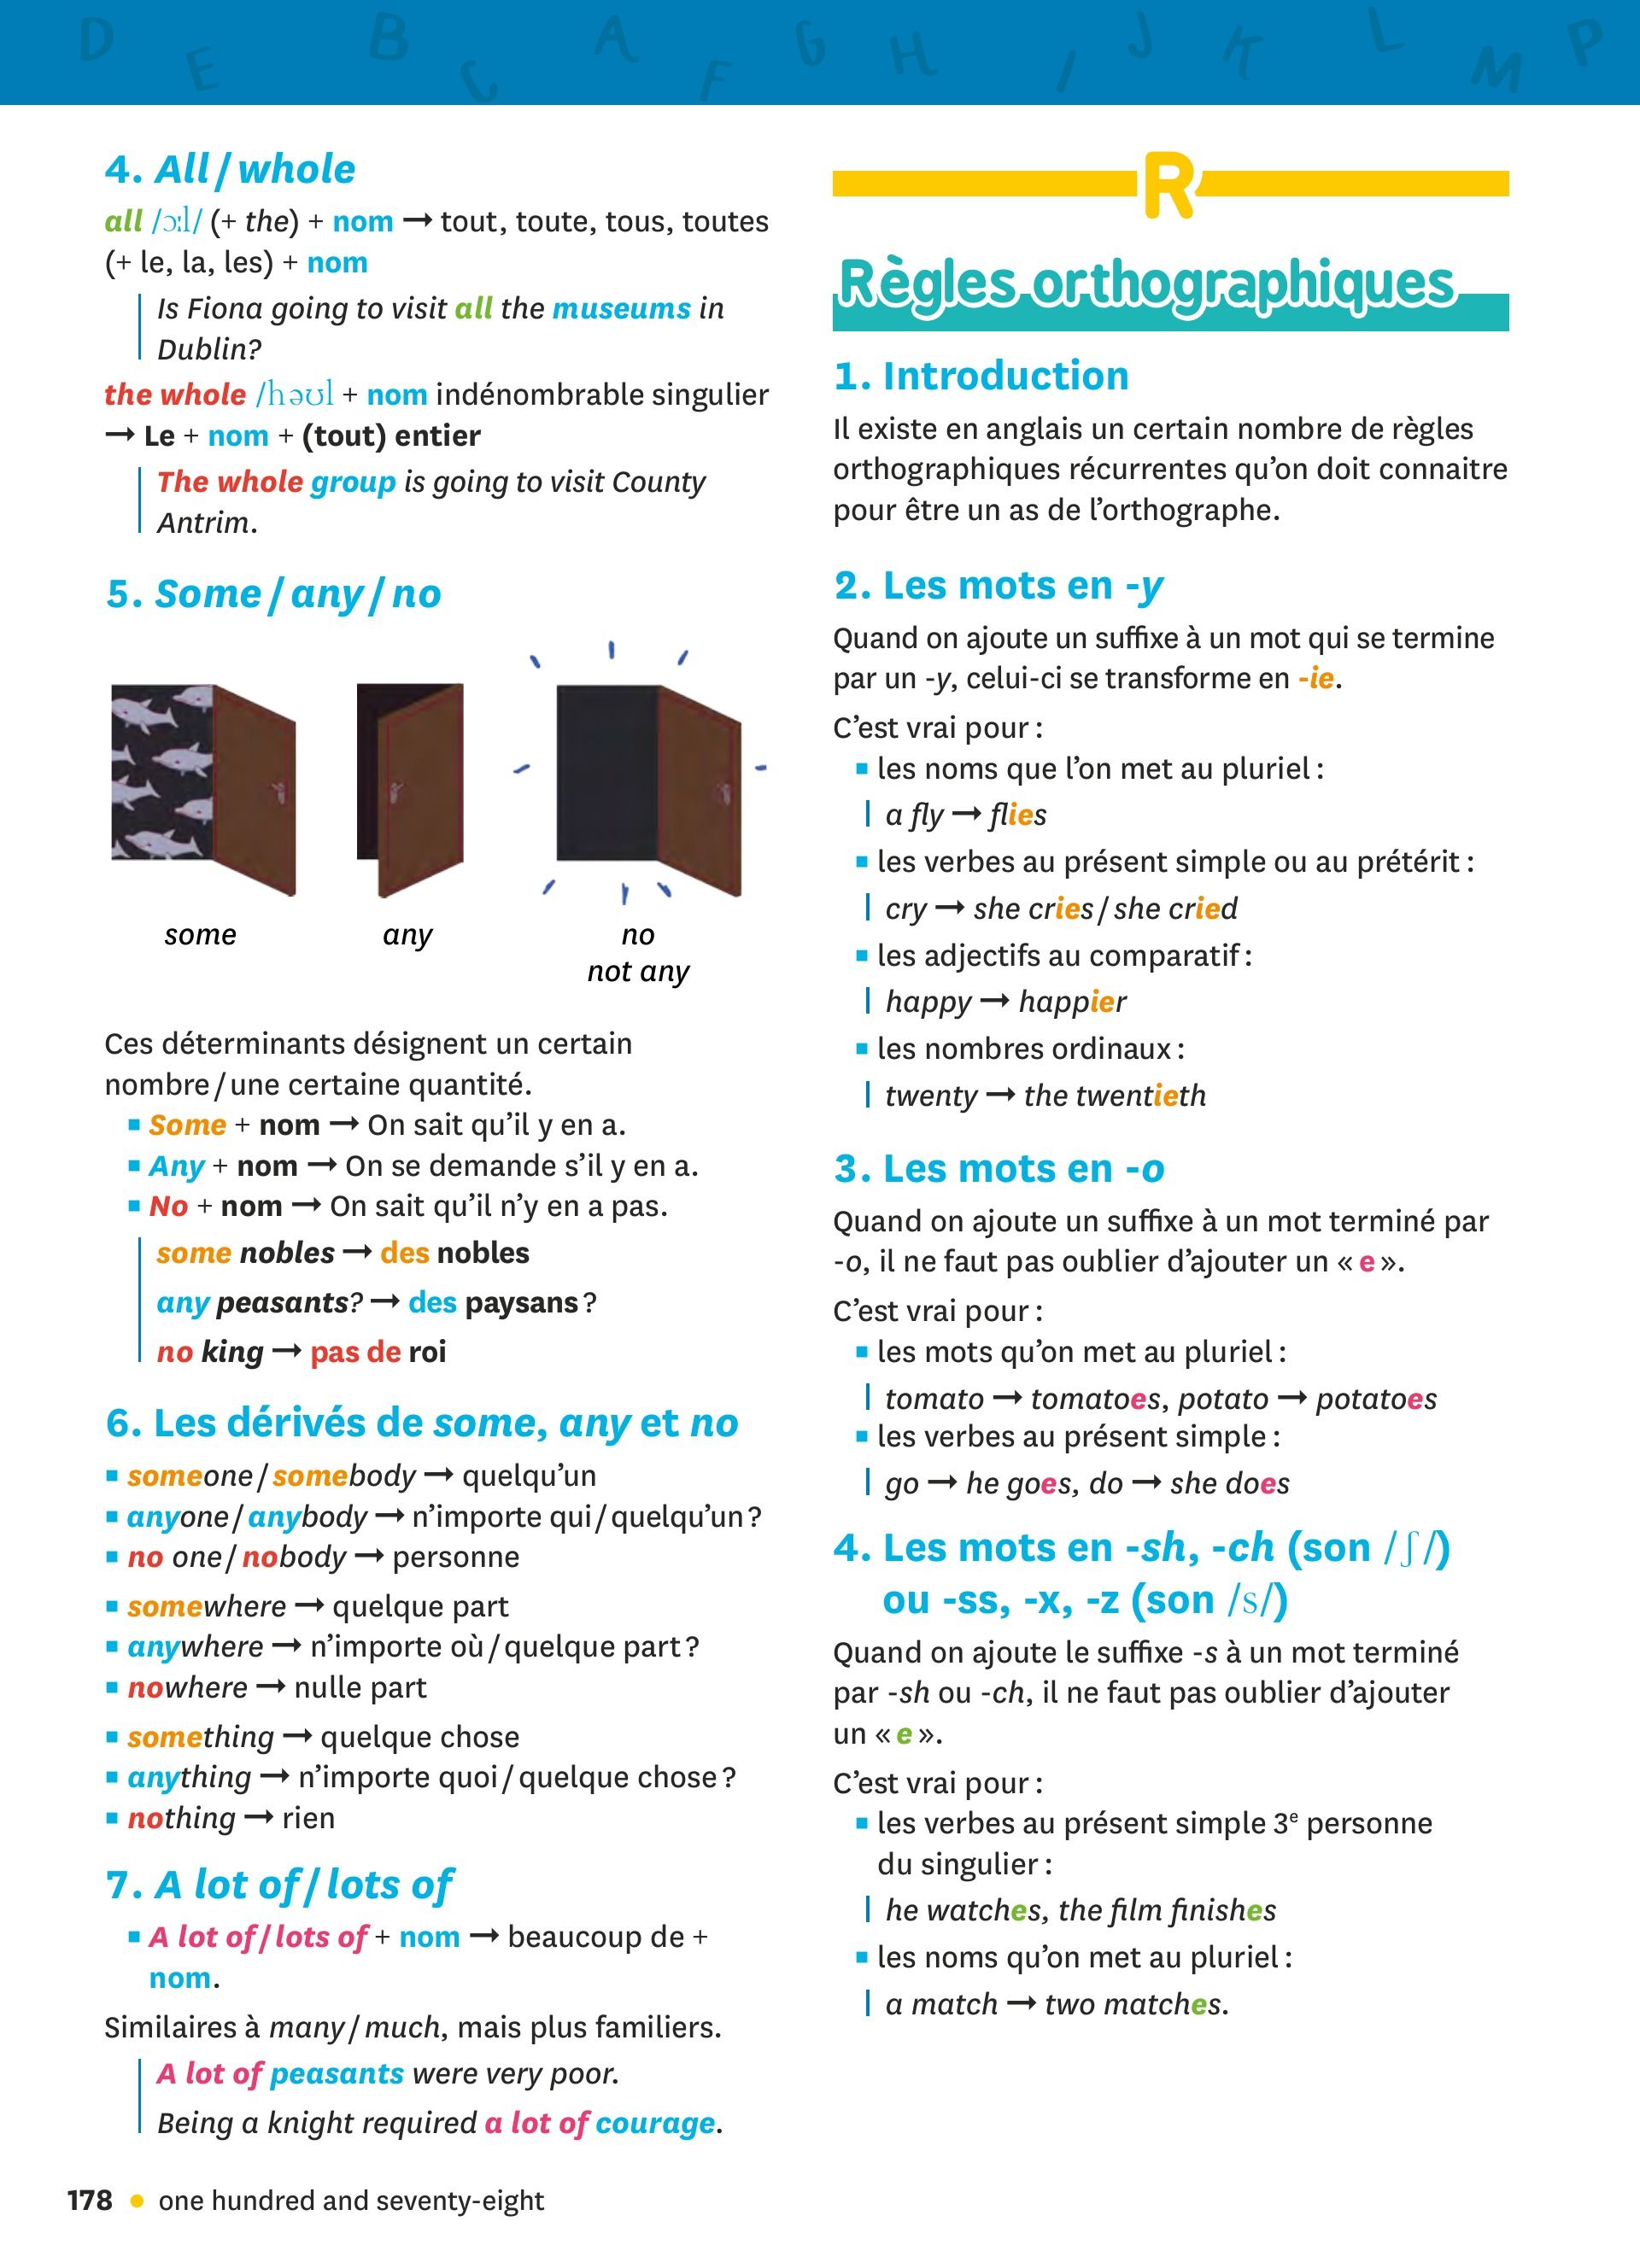 D E B C A F G H I J K L M P
4. All / whole
all /ɔːl/ (+ the) + nom → tout, toute, tous, toutes
(+ le, la, les) + nom
Is Fiona going to visit all the museums in
Dublin?
the whole /həʊl + nom indénombrable singulier
→ Le + nom + (tout) entier
The whole group is going to visit County
Antrim.
5. Some / any / no
some any no
not any
Ces déterminants désignent un certain
nombre / une certaine quantité.
▪ Some + nom → On sait qu'il y en a.
▪ Any + nom → On se demande s'il y en a.
▪ No + nom → On sait qu'il n'y en a pas.
some nobles → des nobles
any peasants? → des paysans ?
no king → pas de roi
6. Les dérivés de some, any et no
▪ someone / somebody → quelqu'un
▪ anyone / anybody → n'importe qui / quelqu'un ?
▪ no one / nobody → personne
▪ somewhere → quelque part
▪ anywhere → n'importe où / quelque part ?
▪ nowhere → nulle part
▪ something → quelque chose
▪ anything → n'importe quoi / quelque chose ?
▪ nothing → rien
7. A lot of / lots of
▪ A lot of / lots of + nom → beaucoup de +
nom.
Similaires à many / much, mais plus familiers.
A lot of peasants were very poor.
Being a knight required a lot of courage.
R
Règles orthographiques
1. Introduction
Il existe en anglais un certain nombre de règles
orthographiques récurrentes qu'on doit connaitre
pour être un as de l'orthographe.
2. Les mots en -y
Quand on ajoute un suffixe à un mot qui se termine
par un -y, celui-ci se transforme en -ie.
C'est vrai pour :
▪ les noms que l'on met au pluriel :
a fly → flies
▪ les verbes au présent simple ou au prétérit :
cry → she cries / she cried
▪ les adjectifs au comparatif :
happy → happier
▪ les nombres ordinaux :
twenty → the twentieth
3. Les mots en -o
Quand on ajoute un suffixe à un mot terminé par
-o, il ne faut pas oublier d'ajouter un « e ».
C'est vrai pour :
▪ les mots qu'on met au pluriel :
tomato → tomatoes, potato → potatoes
▪ les verbes au présent simple :
go → he goes, do → she does
4. Les mots en -sh, -ch (son /ʃ/)
ou -ss, -x, -z (son /s/)
Quand on ajoute le suffixe -s à un mot terminé
par -sh ou -ch, il ne faut pas oublier d'ajouter
un « e ».
C'est vrai pour :
▪ les verbes au présent simple 3e personne
du singulier :
he watches, the film finishes
▪ les noms qu'on met au pluriel :
a match → two matches.
178 • one hundred and seventy-eight